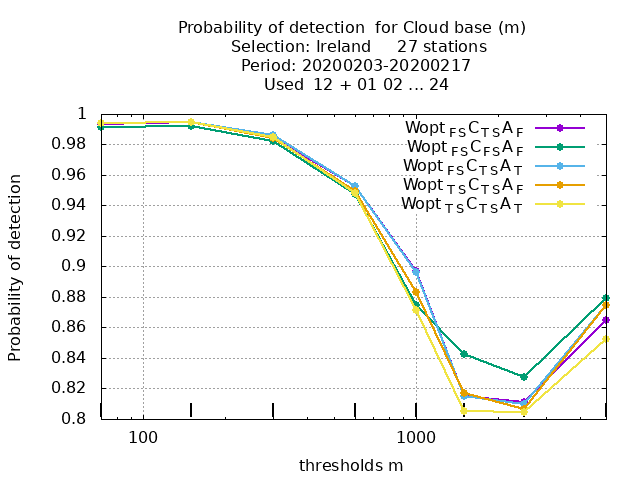 Probability of detection  for Cloud base (m)
Selection: Ireland     27 stations
Period: 20200203-20200217
Used  12 + 01 02 ... 24
Probability of detection
1
0.98
0.96
0.94
0.92
0.9
0.88
0.86
0.84
0.82
0.8
Wopt FS C TS A F
Wopt FS C FS A F
Wopt FS C TS A T
Wopt TS C TS A F
Wopt TS C TS A T
100
1000
thresholds m